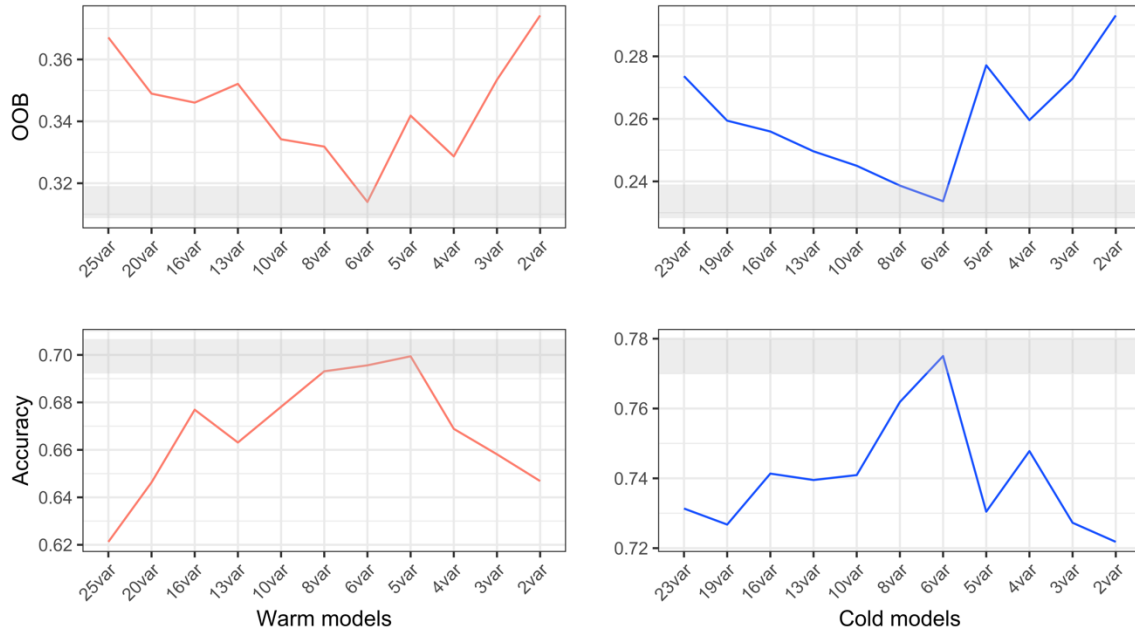 OOB
0.36
0.34
0.32
25var 20var 16var 13var 10var 8var 6var 5var 4var 3var 2var
0.28
0.26
0.24
23var 19var 16var 13var 10var 8var 6var 5var 4var 3var 2var
Accuracy
0.70
0.68
0.66
0.64
0.62
25var 20var 16var 13var 10var 8var 6var 5var 4var 3var 2var
Warm models
0.78
0.76
0.74
0.72
23var 19var 16var 13var 10var 8var 6var 5var 4var 3var 2var
Cold models